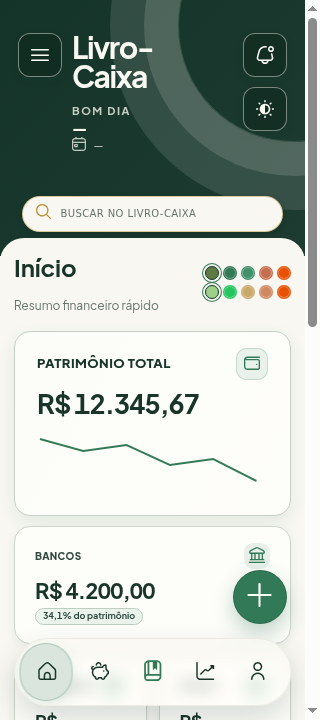 Livro-
Caixa
BOM DIA
—
—
BUSCAR NO LIVRO-CAIXA
Início
Resumo financeiro rápido
PATRIMÔNIO TOTAL
R$ 12.345,67
BANCOS
R$ 4.200,00
34,1% do patrimônio